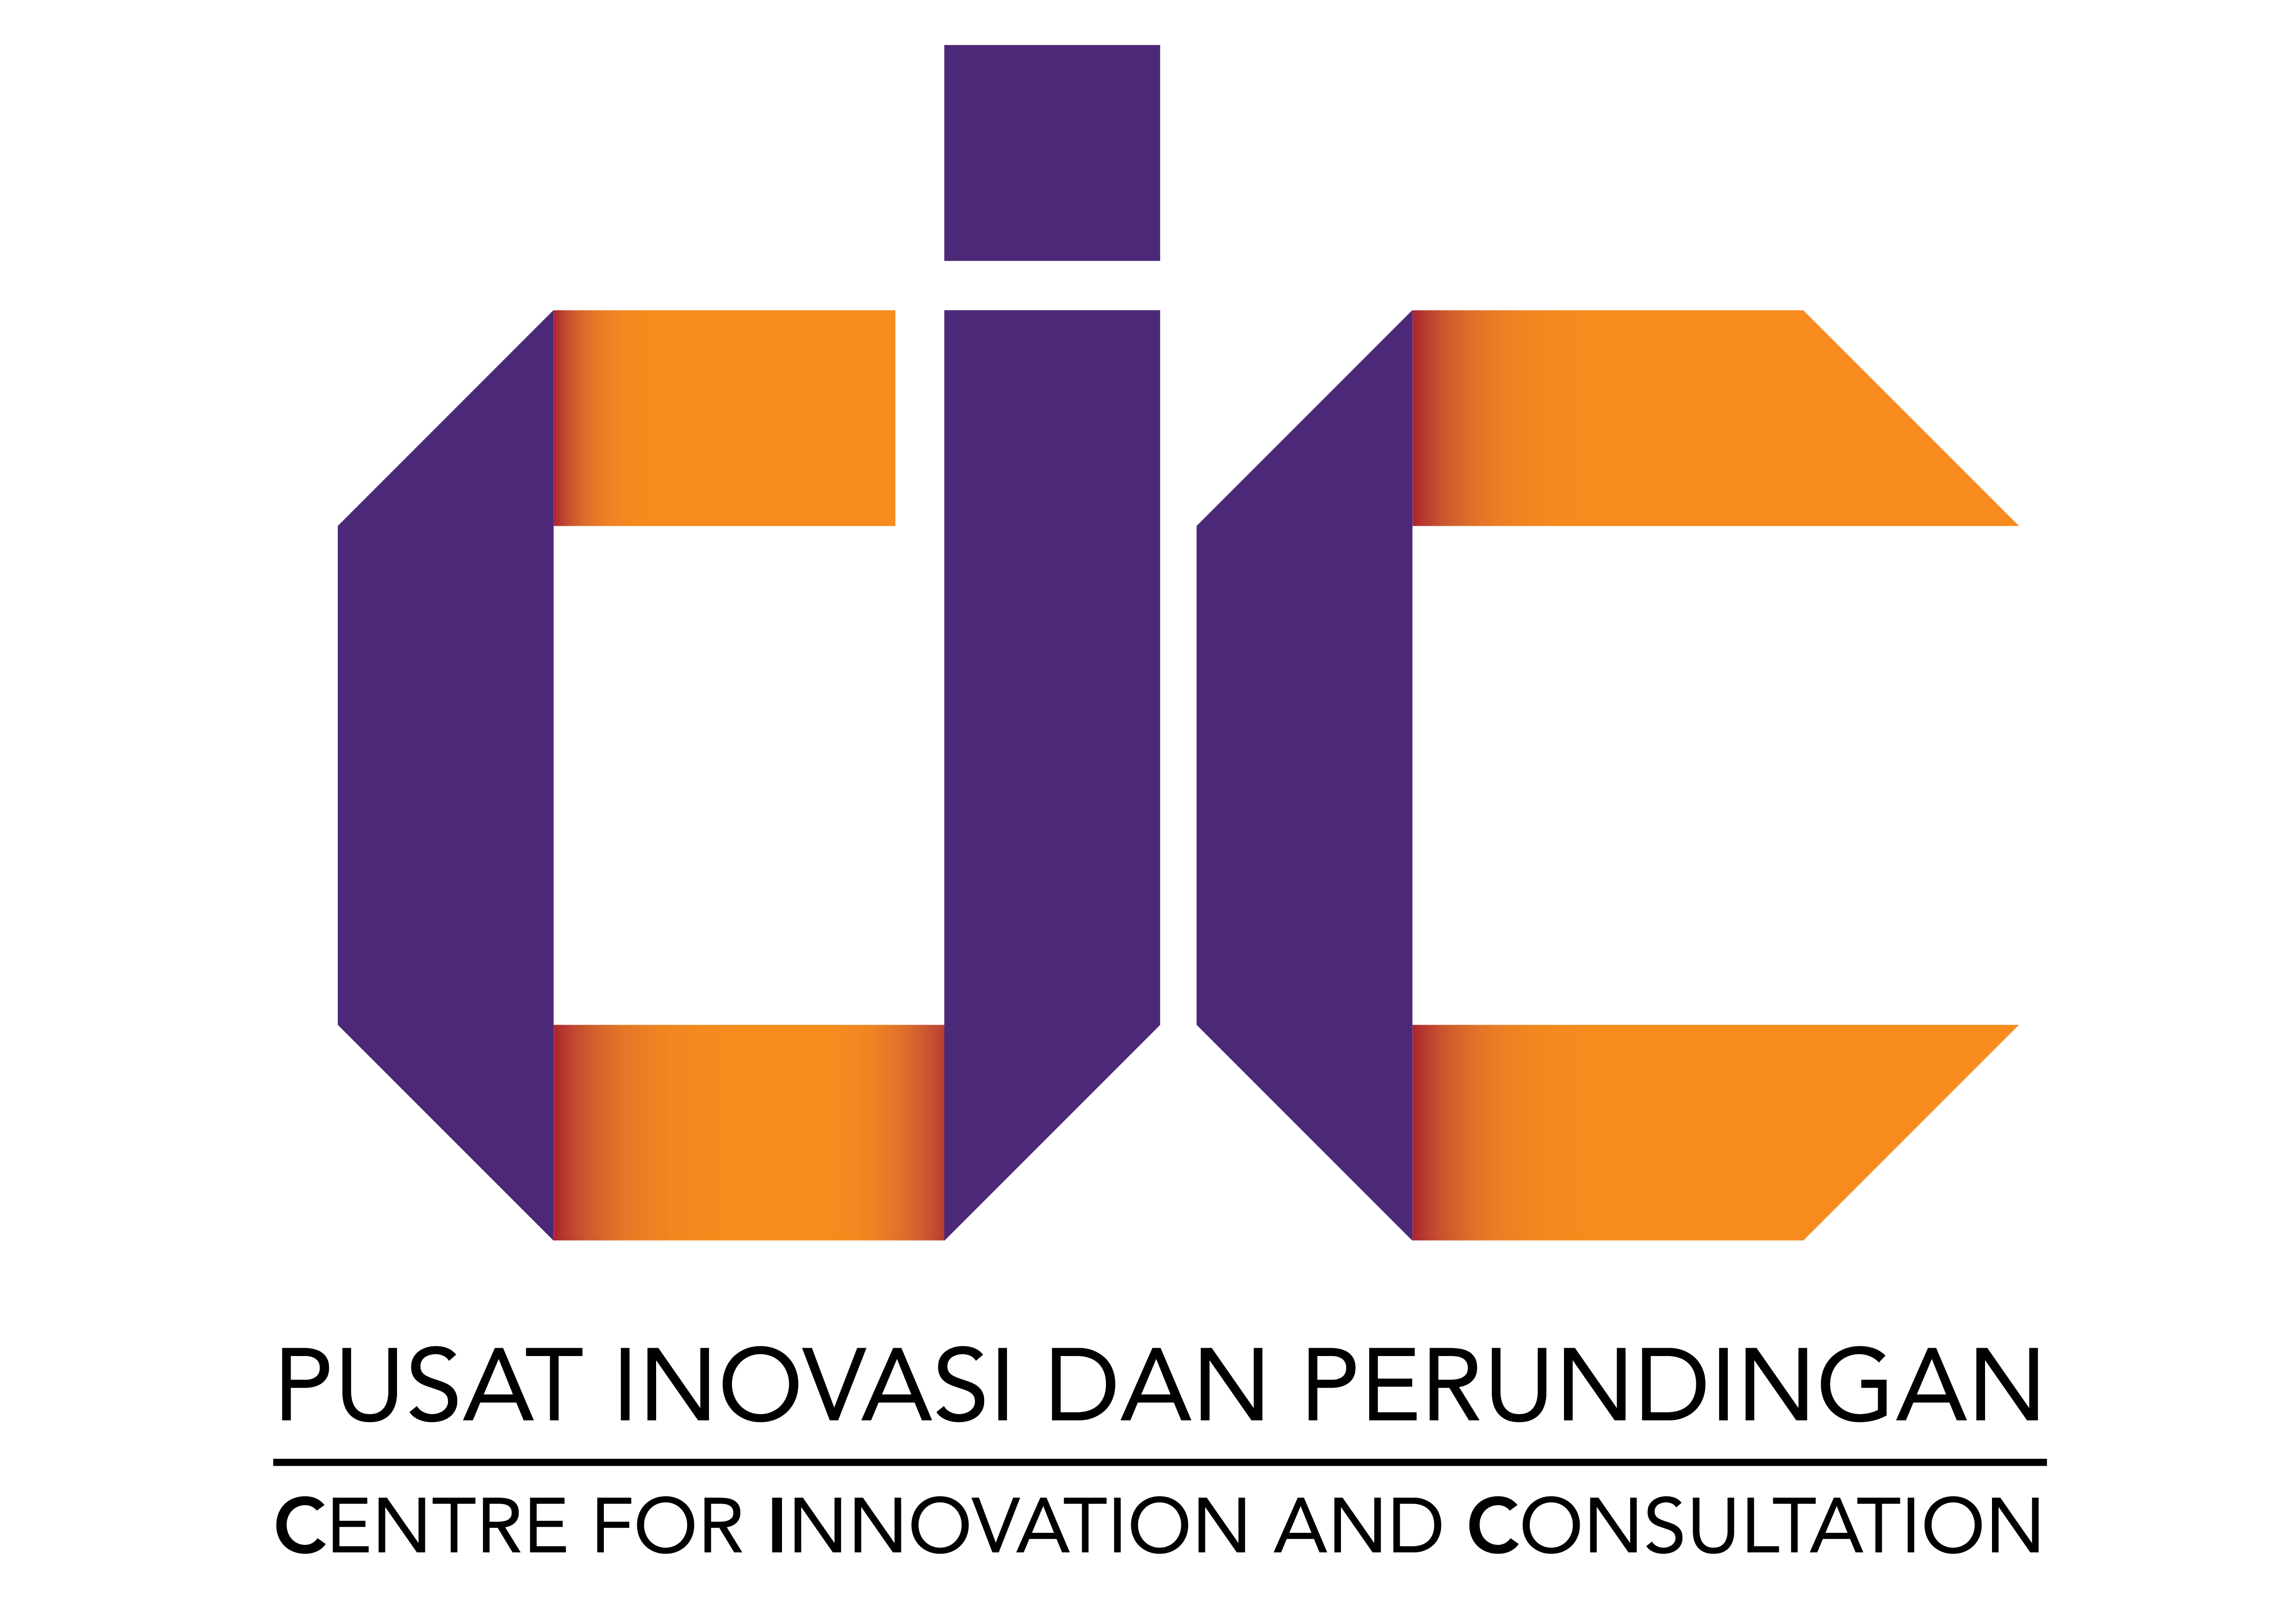 cic
PUSAT INOVASI DAN PERUNDINGAN
CENTRE FOR INNOVATION AND CONSULTATION